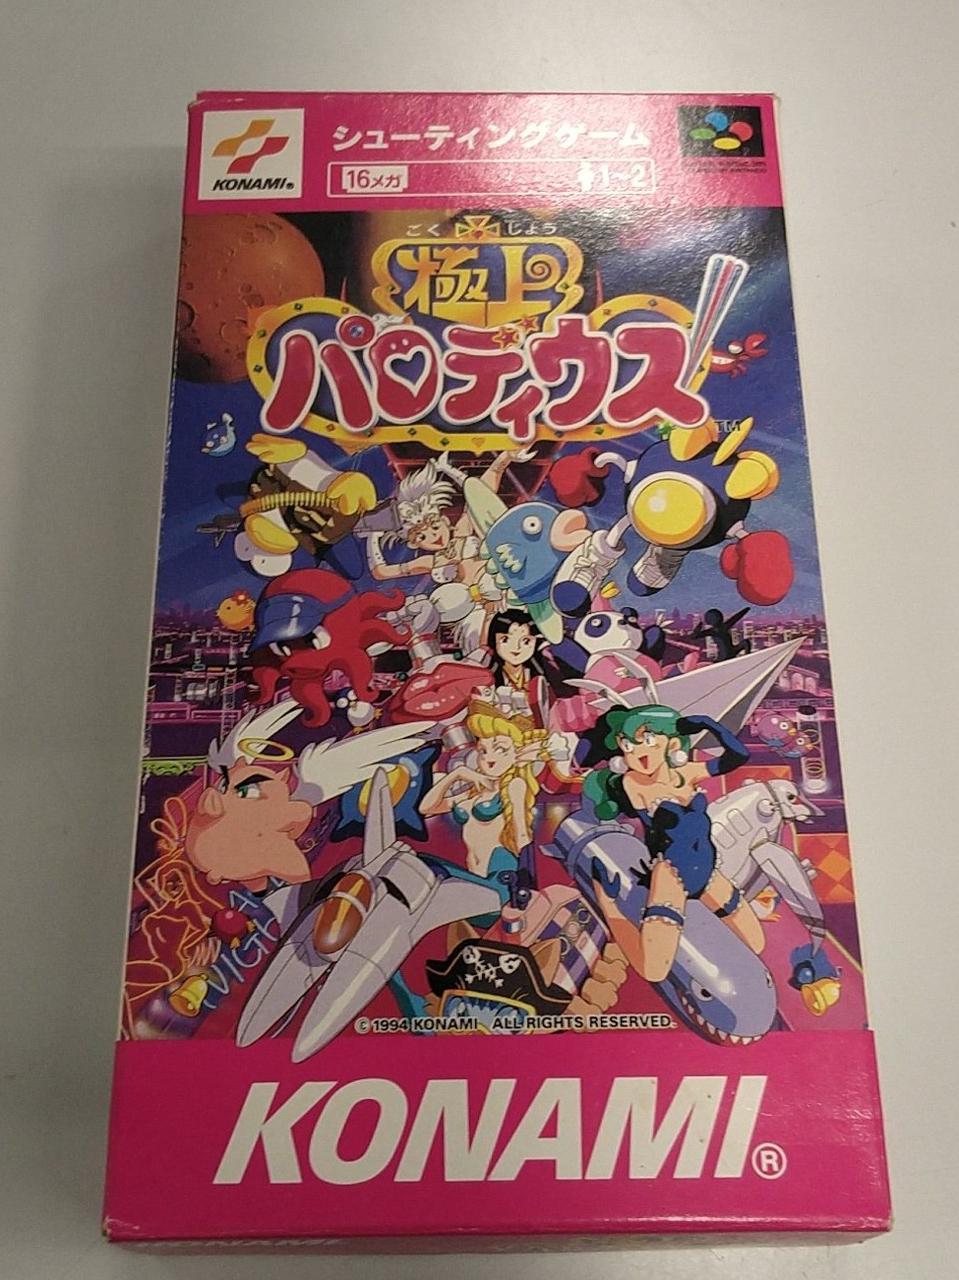 シューティングゲーム
KONAMI®
16メガ 1~2
ごくじょう
極上
パロディウス!
TM
© 1994 KONAMI ALL RIGHTS RESERVED.
KONAMI®